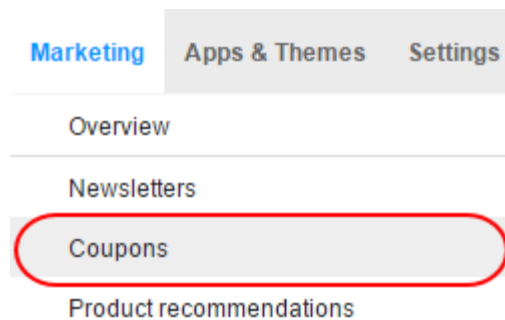 Marketing Apps & Themes Settings
Overview
Newsletters
Coupons
Product recommendations